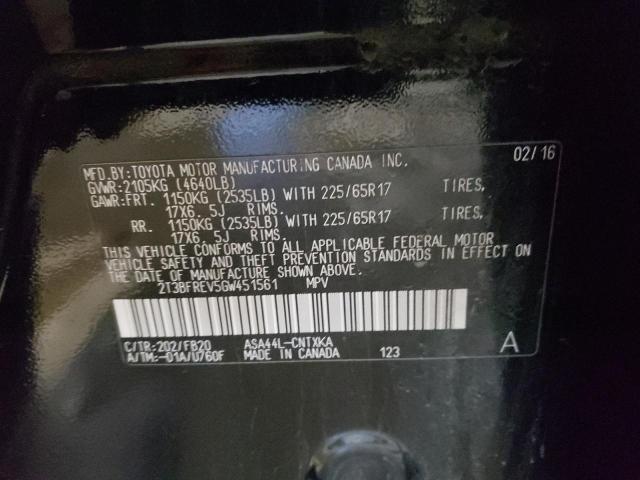 MFD.BY:TOYOTA MOTOR MANUFACTURING CANADA INC. 02/16
GVWR:2105KG (4640LB)
GAWR:FRT. 1150KG (2535LB) WITH 225/65R17 TIRES,
17X6.5J RIMS.
RR. 1150KG (2535LB) WITH 225/65R17 TIRES,
17X6.5J RIMS.
THIS VEHICLE CONFORMS TO ALL APPLICABLE FEDERAL MOTOR
VEHICLE SAFETY AND THEFT PREVENTION STANDARDS IN EFFECT ON
THE DATE OF MANUFACTURE SHOWN ABOVE.
2T3BFREV5GW451561 MPV
C/TR:202/FB20 ASA44L-CNTXKA
A/TM:-01A/U760F MADE IN CANADA 123 A